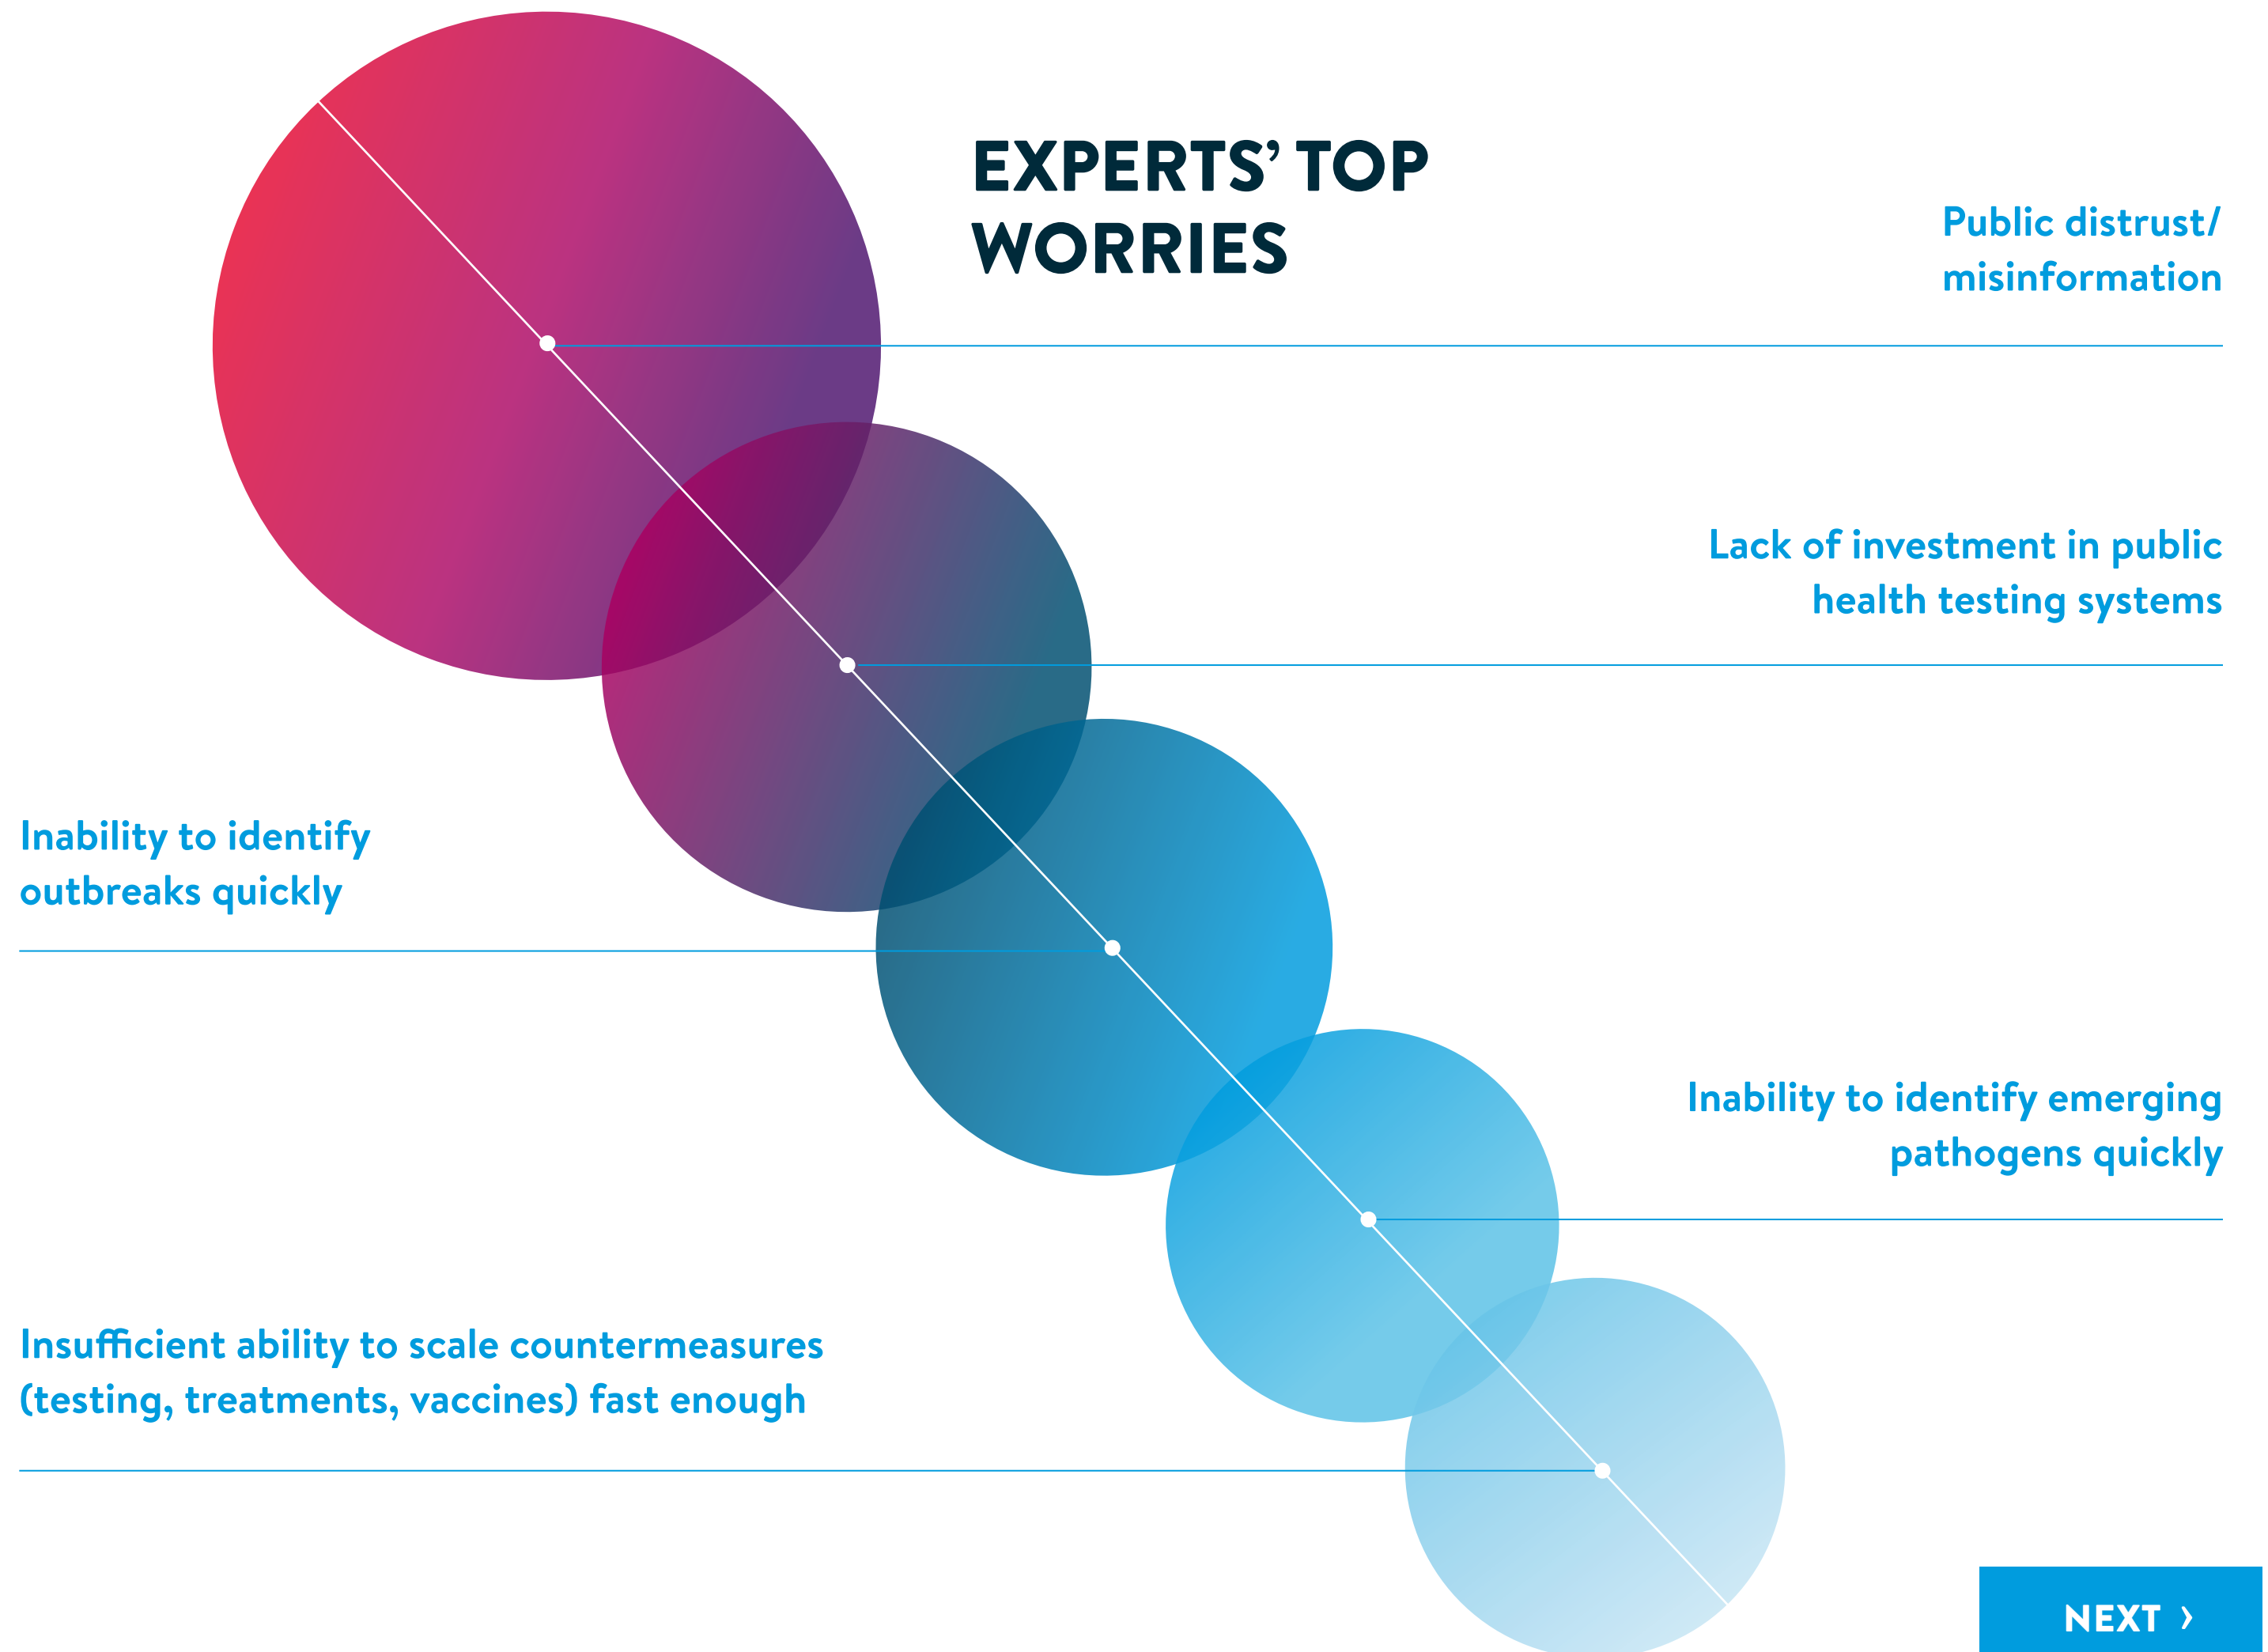 EXPERTS’ TOP
WORRIES
Public distrust/
misinformation
Lack of investment in public
health testing systems
Inability to identify
outbreaks quickly
Inability to identify emerging
pathogens quickly
Insufficient ability to scale countermeasures
(testing, treatments, vaccines) fast enough
NEXT ›